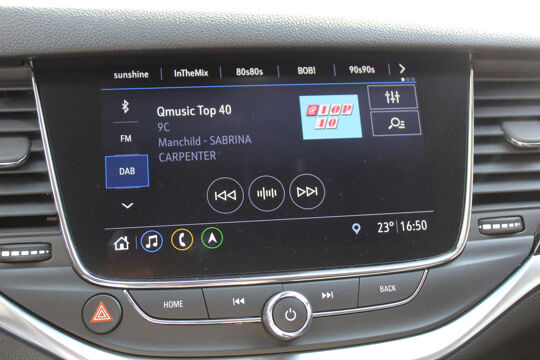 sunshine InTheMix 80s80s BOB! 90s90s
Qmusic Top 40
9C
Manchild - SABRINA
CARPENTER
TOP
40
FM
DAB
23° 16:50
HOME
BACK